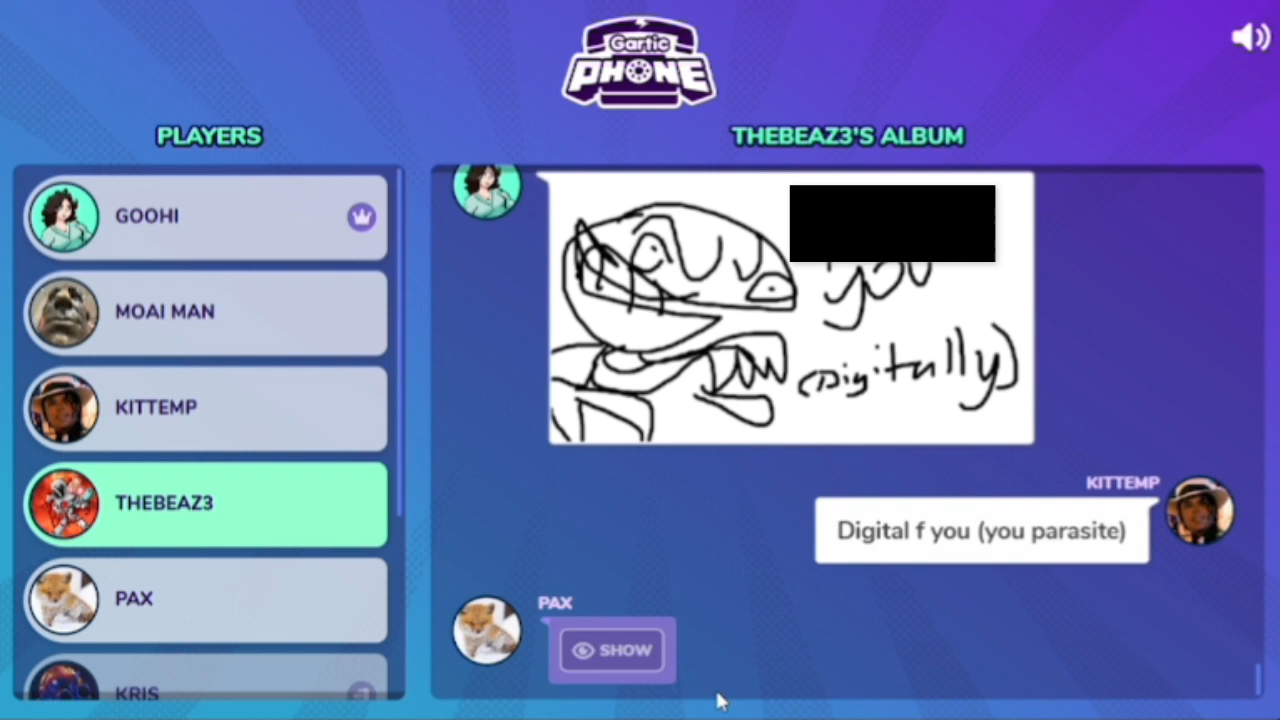 Gartic
PHONE
PLAYERS
GOOHI
MOAI MAN
KITTEMP
THEBEAZ3
PAX
KRIS
THEBEAZ3'S ALBUM
you
(Digitally)
KITTEMP
Digital f you (you parasite)
PAX
SHOW